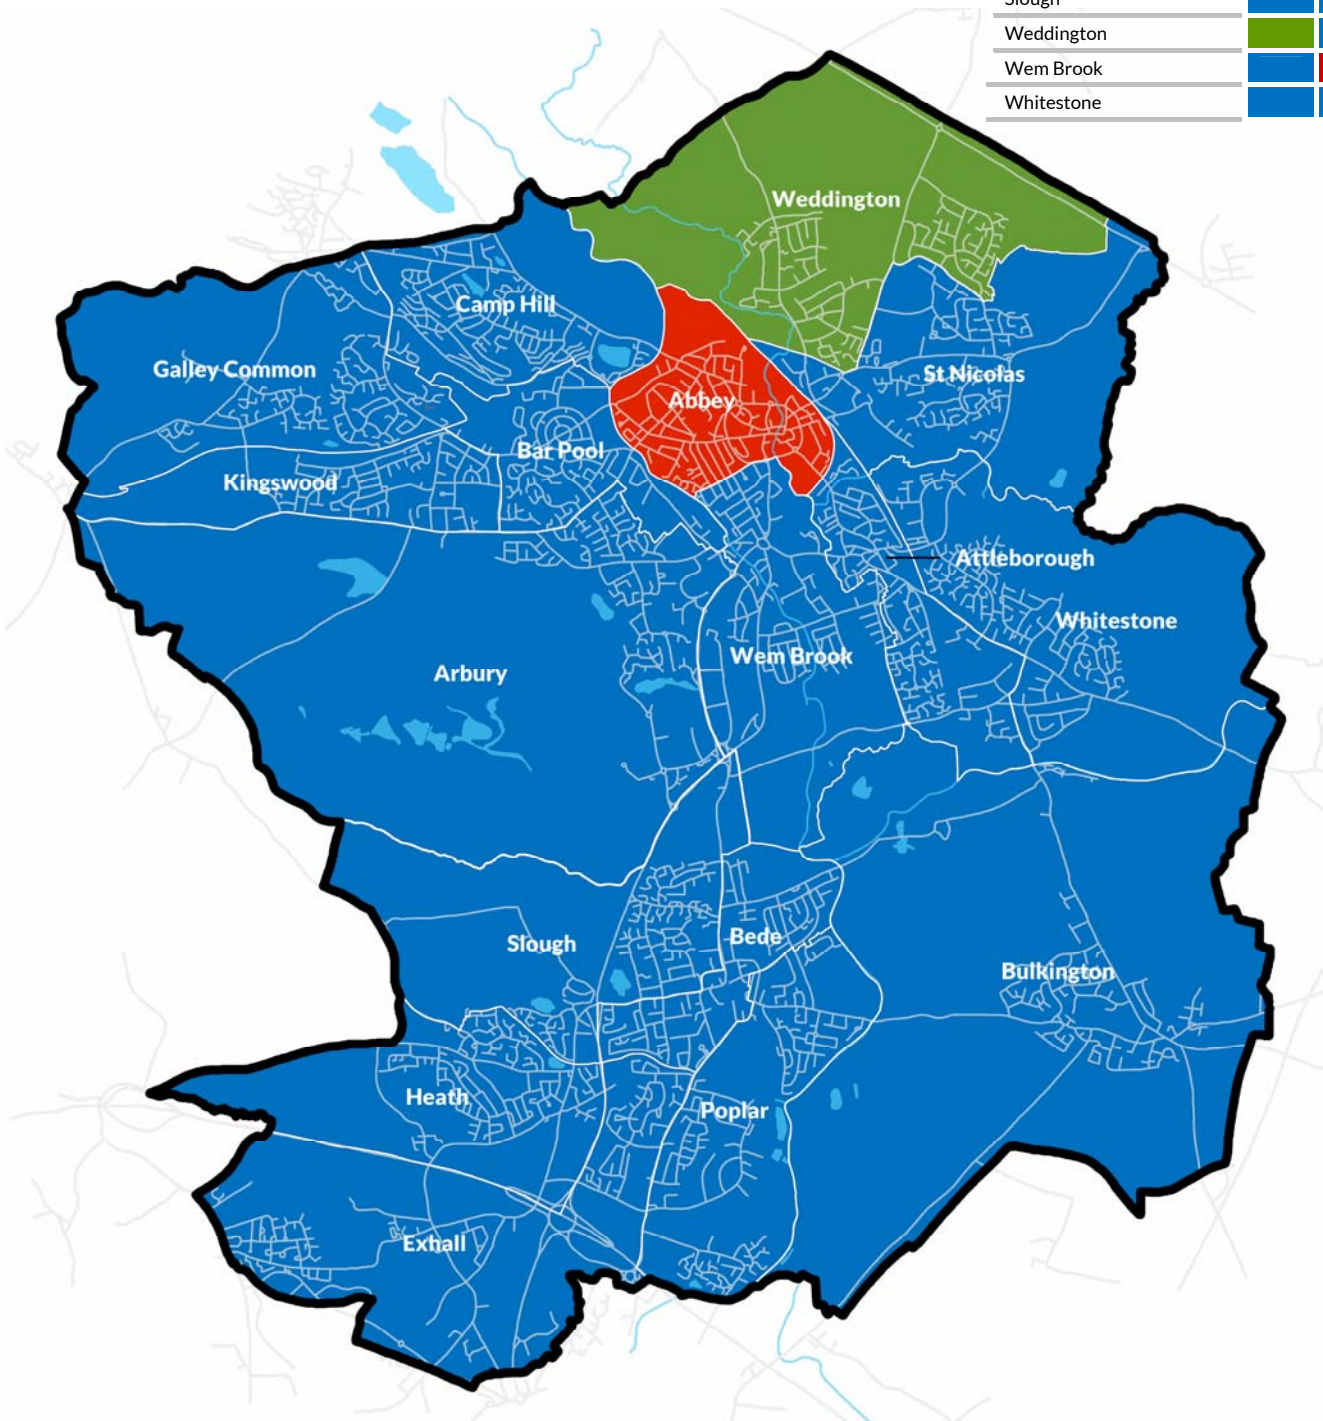 Slough
Weddington
Wem Brook
Whitestone
Weddington
Camp Hill
Galley Common
St Nicolas
Abbey
Bar Pool
Kingswood
Attleborough
Whitestone
Wem Brook
Arbury
Bede
Slough
Bulkington
Heath
Poplar
Exhall